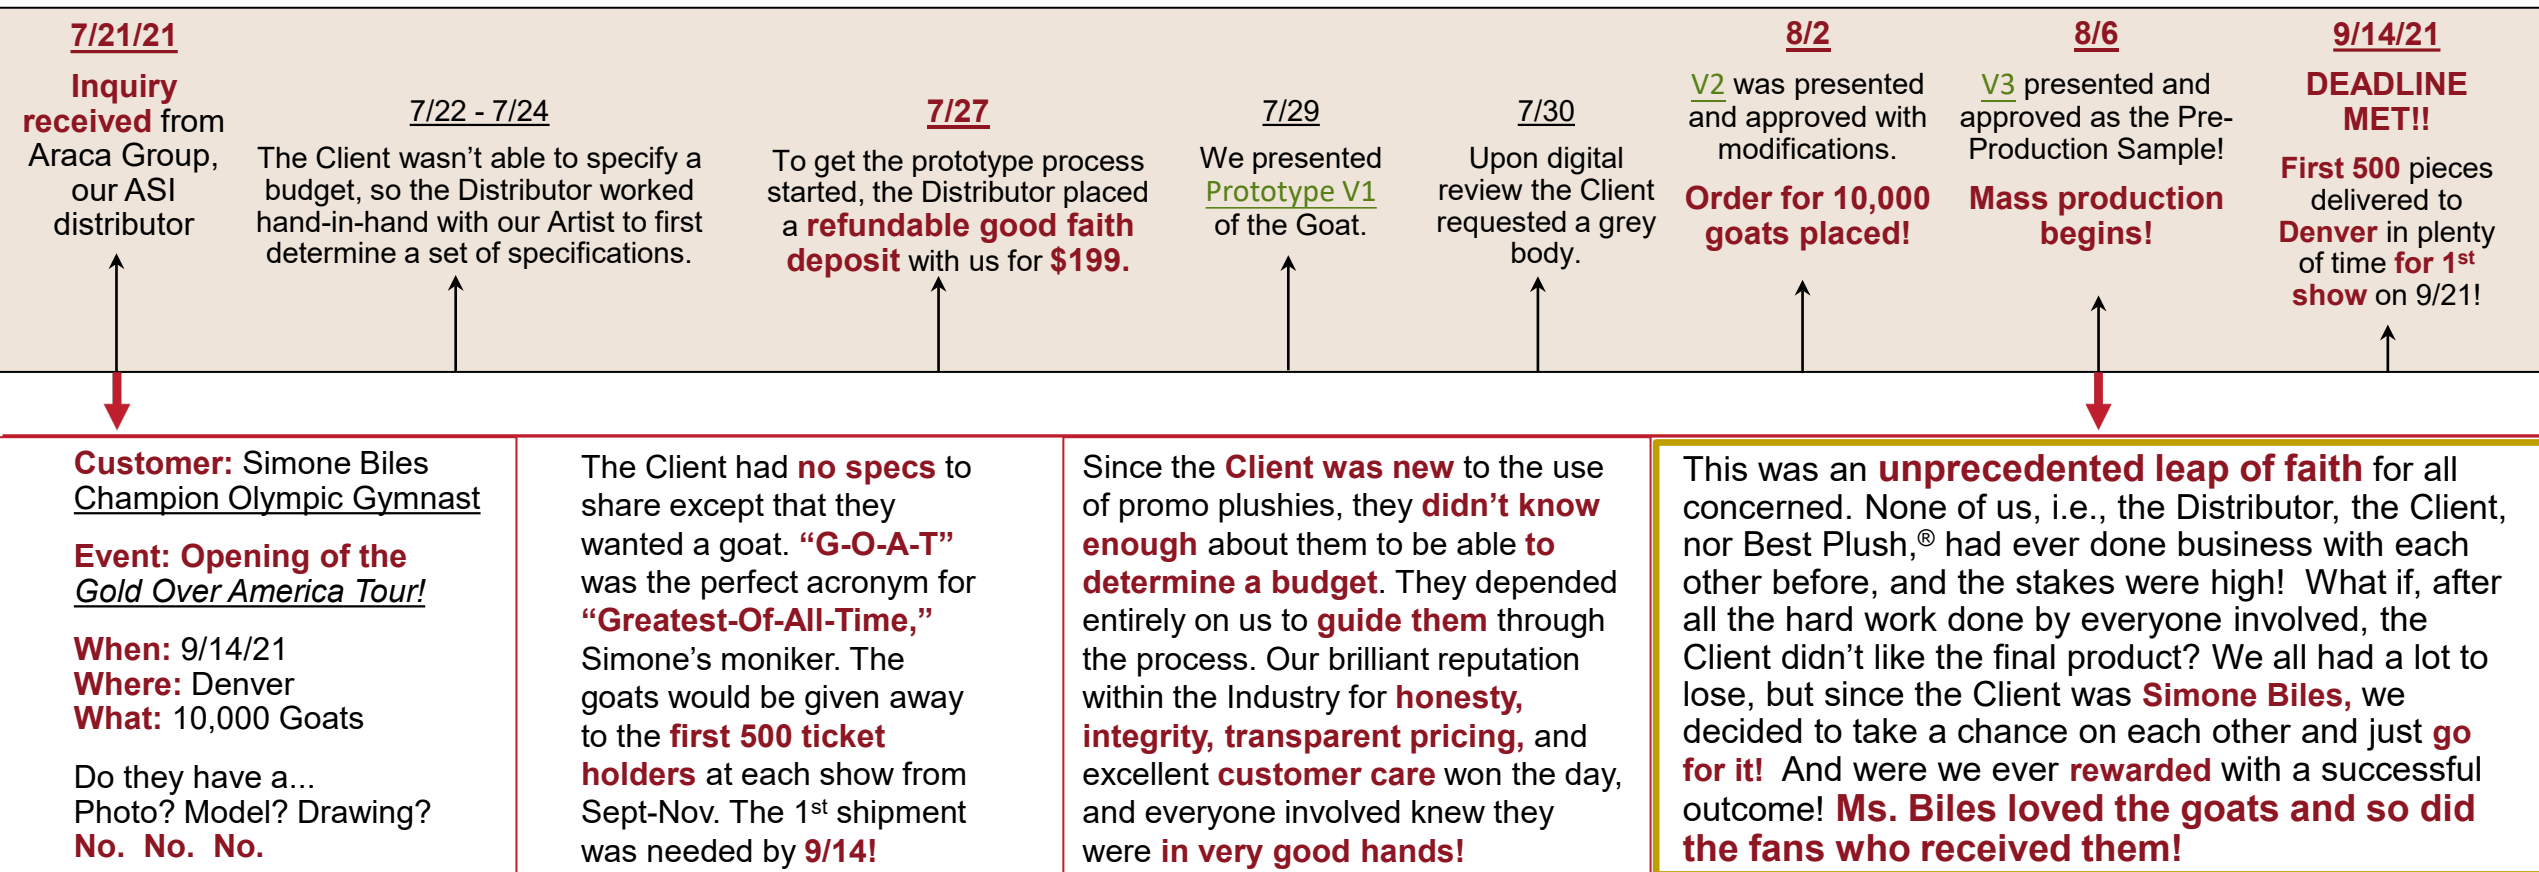 7/21/21
Inquiry
received from
Araca Group,
our ASI
distributor
7/22 - 7/24
The Client wasn’t able to specify a
budget, so the Distributor worked
hand-in-hand with our Artist to first
determine a set of specifications.
7/27
To get the prototype process
started, the Distributor placed
a refundable good faith
deposit with us for $199.
7/29
We presented
Prototype V1
of the Goat.
7/30
Upon digital
review the Client
requested a grey
body.
8/2
V2 was presented
and approved with
modifications.
Order for 10,000
goats placed!
8/6
V3 presented and
approved as the Pre-
Production Sample!
Mass production
begins!
9/14/21
DEADLINE
MET!!
First 500 pieces
delivered to
Denver in plenty
of time for 1st
show on 9/21!
Customer: Simone Biles
Champion Olympic Gymnast
Event: Opening of the
Gold Over America Tour!
When: 9/14/21
Where: Denver
What: 10,000 Goats
Do they have a...
Photo? Model? Drawing?
No. No. No.
The Client had no specs to
share except that they
wanted a goat. “G-O-A-T”
was the perfect acronym for
“Greatest-Of-All-Time,”
Simone’s moniker. The
goats would be given away
to the first 500 ticket
holders at each show from
Sept-Nov. The 1st shipment
was needed by 9/14!
Since the Client was new to the use
of promo plushies, they didn’t know
enough about them to be able to
determine a budget. They depended
entirely on us to guide them through
the process. Our brilliant reputation
within the Industry for honesty,
integrity, transparent pricing, and
excellent customer care won the day,
and everyone involved knew they
were in very good hands!
This was an unprecedented leap of faith for all
concerned. None of us, i.e., the Distributor, the Client,
nor Best Plush,® had ever done business with each
other before, and the stakes were high! What if, after
all the hard work done by everyone involved, the
Client didn’t like the final product? We all had a lot to
lose, but since the Client was Simone Biles, we
decided to take a chance on each other and just go
for it! And were we ever rewarded with a successful
outcome! Ms. Biles loved the goats and so did
the fans who received them!